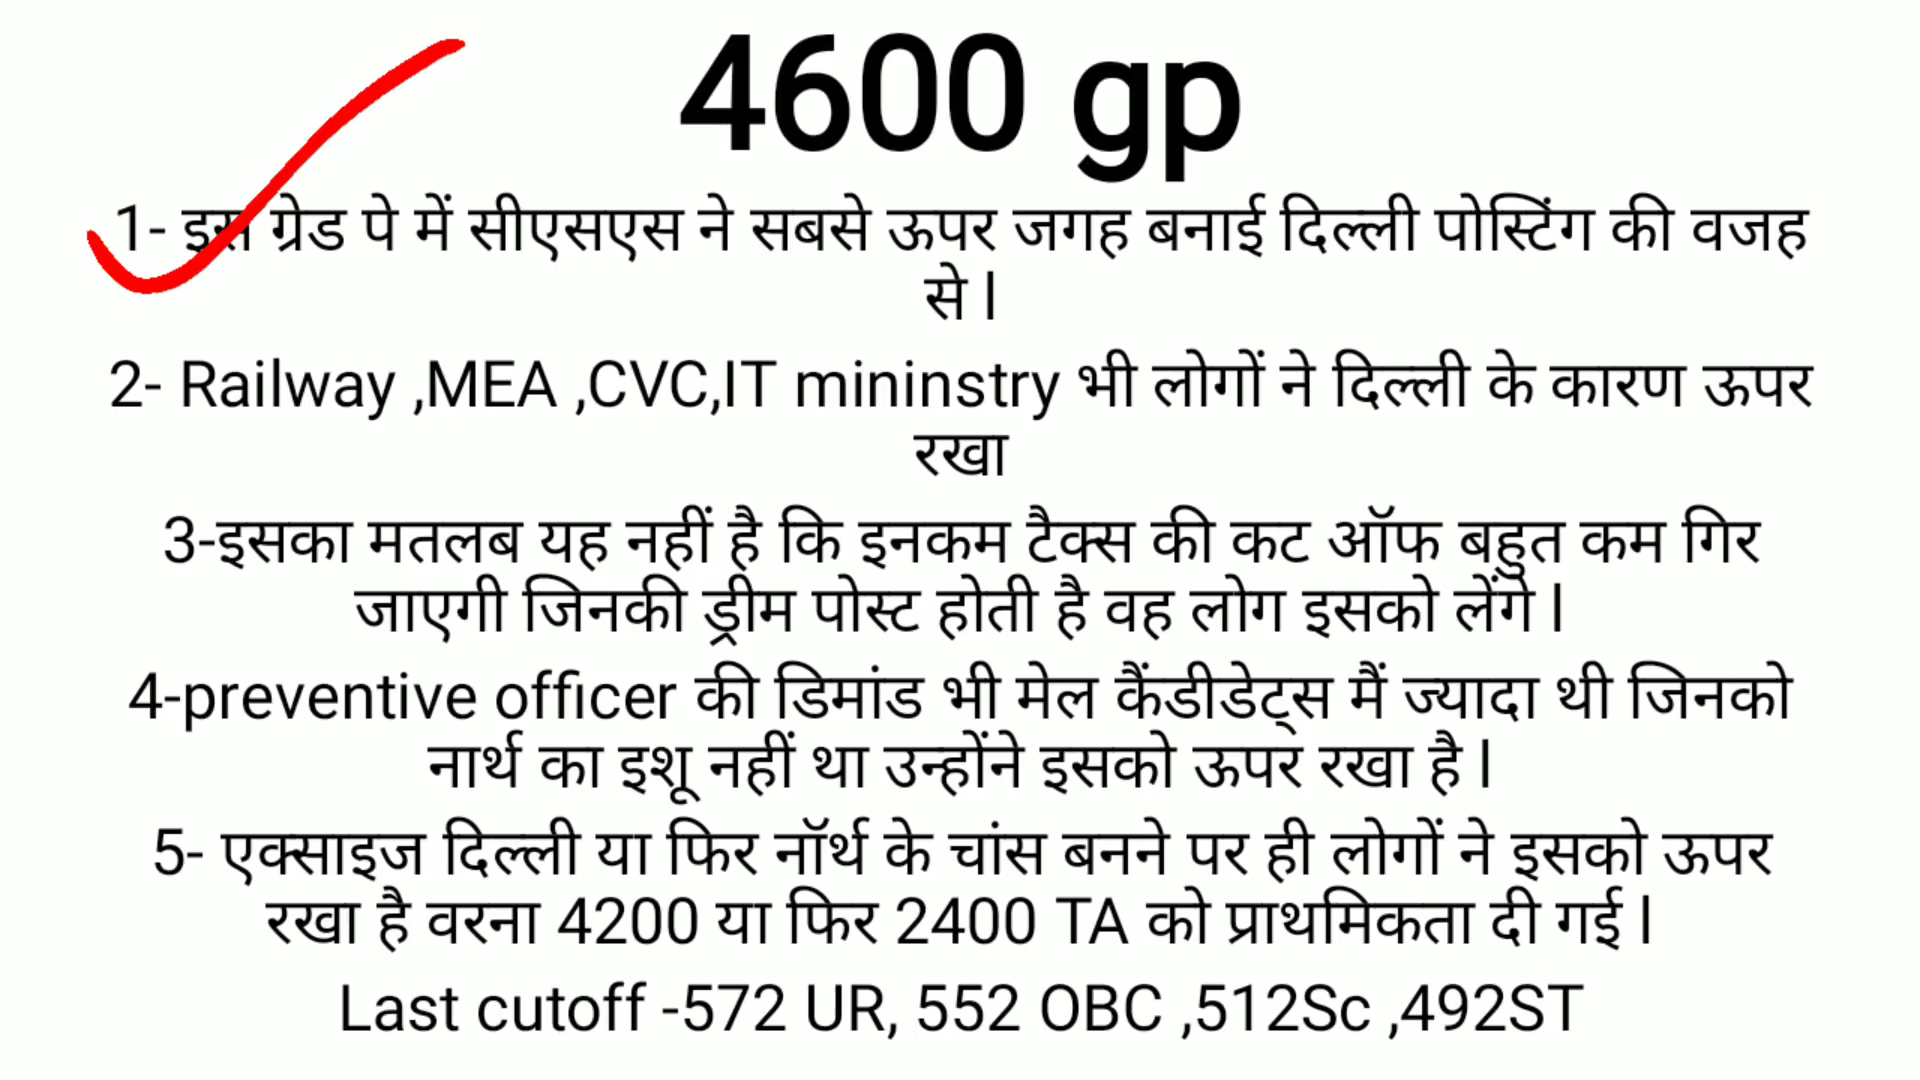 4600 gp
1- इस ग्रेड पे में सीएसएस ने सबसे ऊपर जगह बनाई दिल्ली पोस्टिंग की वजह
से l
2- Railway ,MEA ,CVC,IT mininstry भी लोगों ने दिल्ली के कारण ऊपर
रखा
3-इसका मतलब यह नहीं है कि इनकम टैक्स की कट ऑफ बहुत कम गिर
जाएगी जिनकी ड्रीम पोस्ट होती है वह लोग इसको लेंगे l
4-preventive officer की डिमांड भी मेल कैंडीडेट्स मैं ज्यादा थी जिनको
नार्थ का इशू नहीं था उन्होंने इसको ऊपर रखा है l
5- एक्साइज दिल्ली या फिर नॉर्थ के चांस बनने पर ही लोगों ने इसको ऊपर
रखा है वरना 4200 या फिर 2400 TA को प्राथमिकता दी गई l
Last cutoff -572 UR, 552 OBC ,512Sc ,492ST